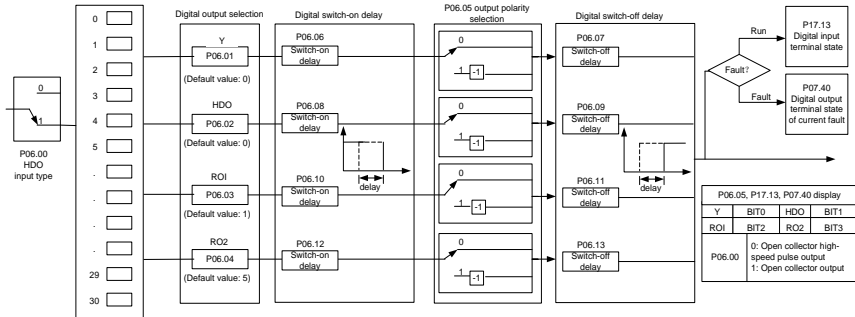 Digital output selection
Digital switch-on delay
P06.05 output polarity
selection
Digital switch-off delay
0
1
2
3
4
5
.
.
.
29
30
0
1
P06.00
HDO
input type
Y
P06.01
(Default value: 0)
HDO
P06.02
(Default value: 0)
ROI
P06.03
(Default value: 1)
RO2
P06.04
(Default value: 5)
P06.06
Switch-on
delay
P06.08
Switch-on
delay
delay
P06.10
Switch-on
delay
P06.12
Switch-on
delay
0
1
-1
0
1
-1
0
1
-1
0
1
-1
P06.07
Switch-off
delay
P06.09
Switch-off
delay
delay
P06.11
Switch-off
delay
P06.13
Switch-off
delay
Run
Fault?
Fault
P17.13
Digital input
terminal state
P07.40
Digital output
terminal state
of current fault
P06.05, P17.13, P07.40 display
Y BIT0 HDO BIT1
ROI BIT2 RO2 BIT3
P06.00
0: Open collector high-
speed pulse output
1: Open collector output